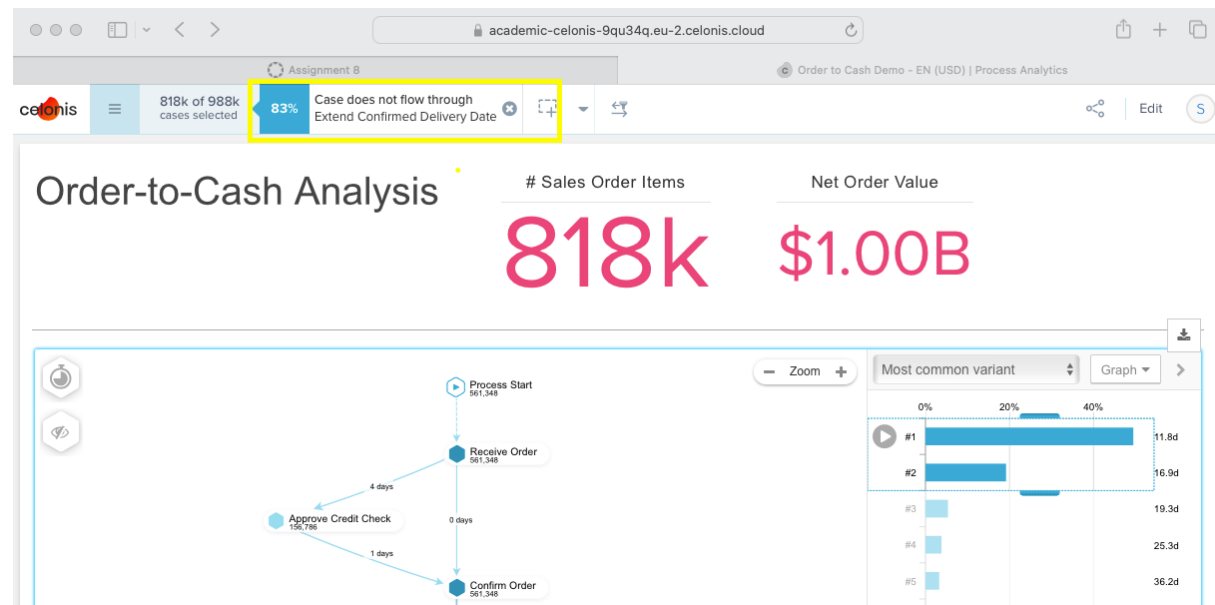 academic-celonis-9qu34q.eu-2.celonis.cloud
Assignment 8
Order to Cash Demo - EN (USD) | Process Analytics
celonis
818k of 988k
cases selected
83%
Case does not flow through
Extend Confirmed Delivery Date
Edit
S
Order-to-Cash Analysis
# Sales Order Items
818k
Net Order Value
$1.00B
Zoom
Most common variant
Graph
Process Start
561,348
Receive Order
561,348
4 days
Approve Credit Check
156,786
0 days
1 days
Confirm Order
561,348
0%
20%
40%
#1
11.8d
#2
16.9d
#3
19.3d
#4
25.3d
#5
36.2d